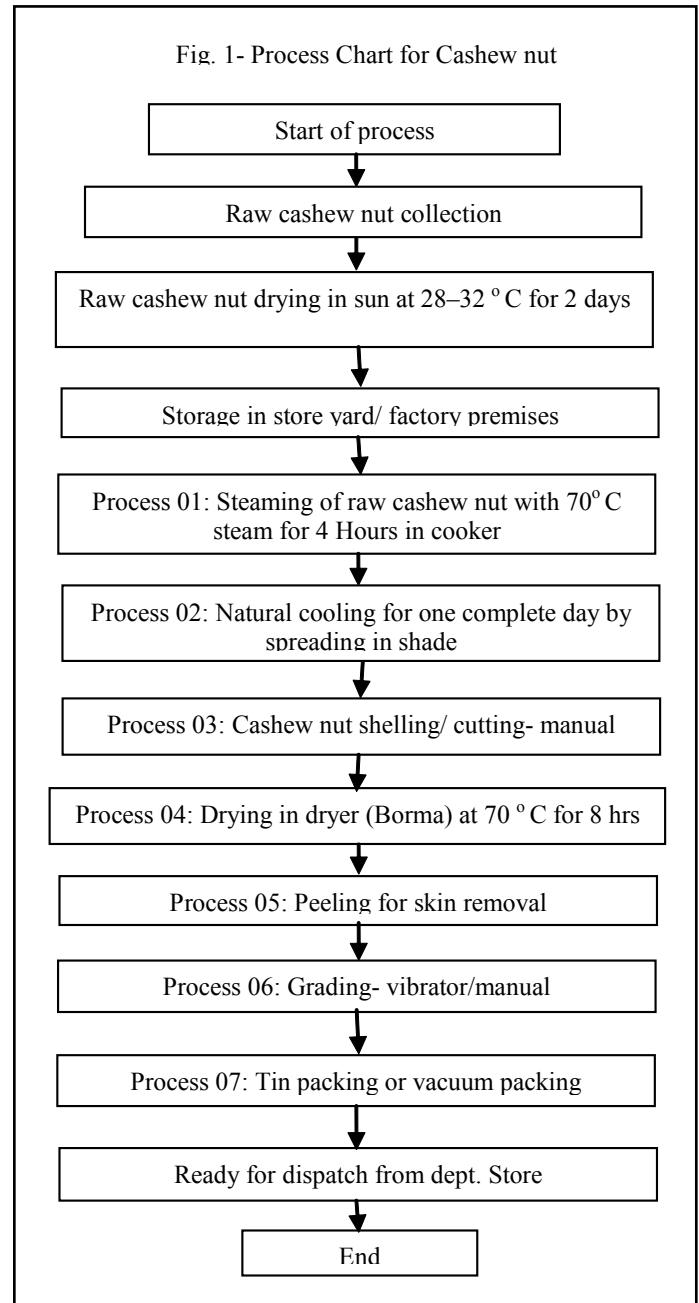 Fig. 1- Process Chart for Cashew nut
Start of process
Raw cashew nut collection
Raw cashew nut drying in sun at 28–32 ° C for 2 days
Storage in store yard/ factory premises
Process 01: Steaming of raw cashew nut with 70° C
steam for 4 Hours in cooker
Process 02: Natural cooling for one complete day by
spreading in shade
Process 03: Cashew nut shelling/ cutting- manual
Process 04: Drying in dryer (Borma) at 70 ° C for 8 hrs
Process 05: Peeling for skin removal
Process 06: Grading- vibrator/manual
Process 07: Tin packing or vacuum packing
Ready for dispatch from dept. Store
End